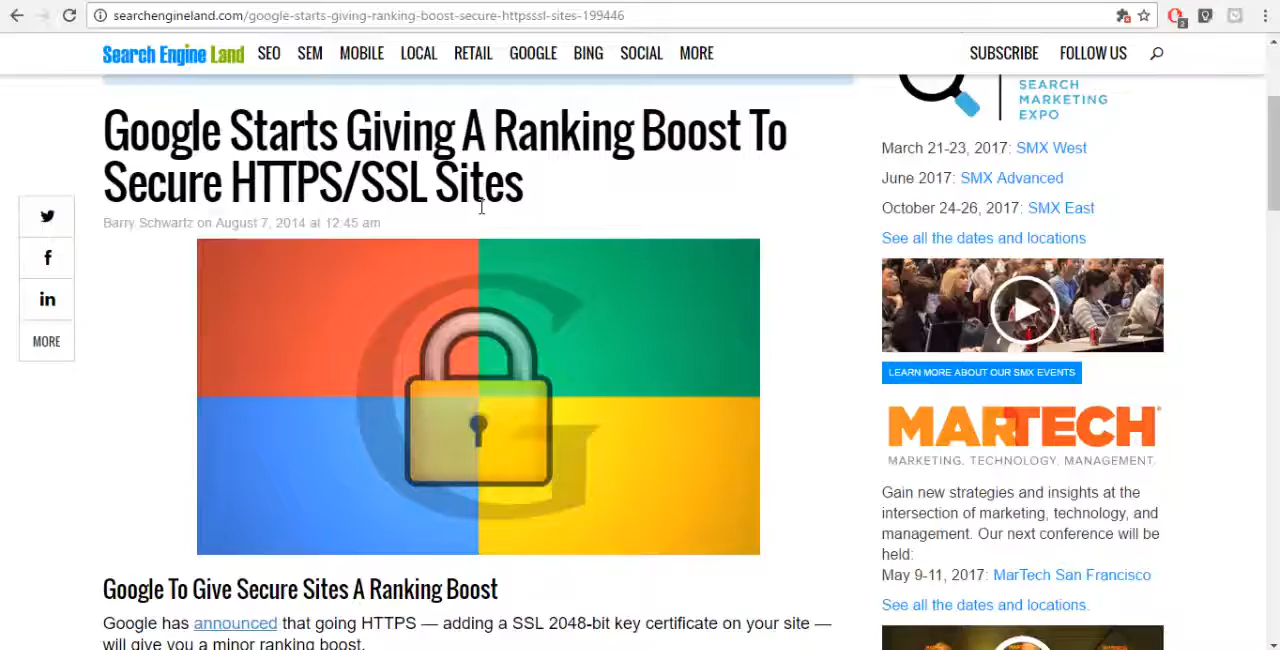 searchengineland.com/google-starts-giving-ranking-boost-secure-httpsssl-sites-199446
2
Search Engine Land
SEO SEM MOBILE LOCAL RETAIL GOOGLE BING SOCIAL MORE
SUBSCRIBE FOLLOW US
Google Starts Giving A Ranking Boost To
Secure HTTPS/SSL Sites
Barry Schwartz on August 7, 2014 at 12:45 am
MORE
G
Google To Give Secure Sites A Ranking Boost
Google has announced that going HTTPS — adding a SSL 2048-bit key certificate on your site —
will give you a minor ranking boost.
SEARCH
MARKETING
EXPO
March 21-23, 2017: SMX West
June 2017: SMX Advanced
October 24-26, 2017: SMX East
See all the dates and locations
LEARN MORE ABOUT OUR SMX EVENTS
MARTECH®
MARKETING. TECHNOLOGY. MANAGEMENT.
Gain new strategies and insights at the
intersection of marketing, technology, and
management. Our next conference will be
held:
May 9-11, 2017: MarTech San Francisco
See all the dates and locations.